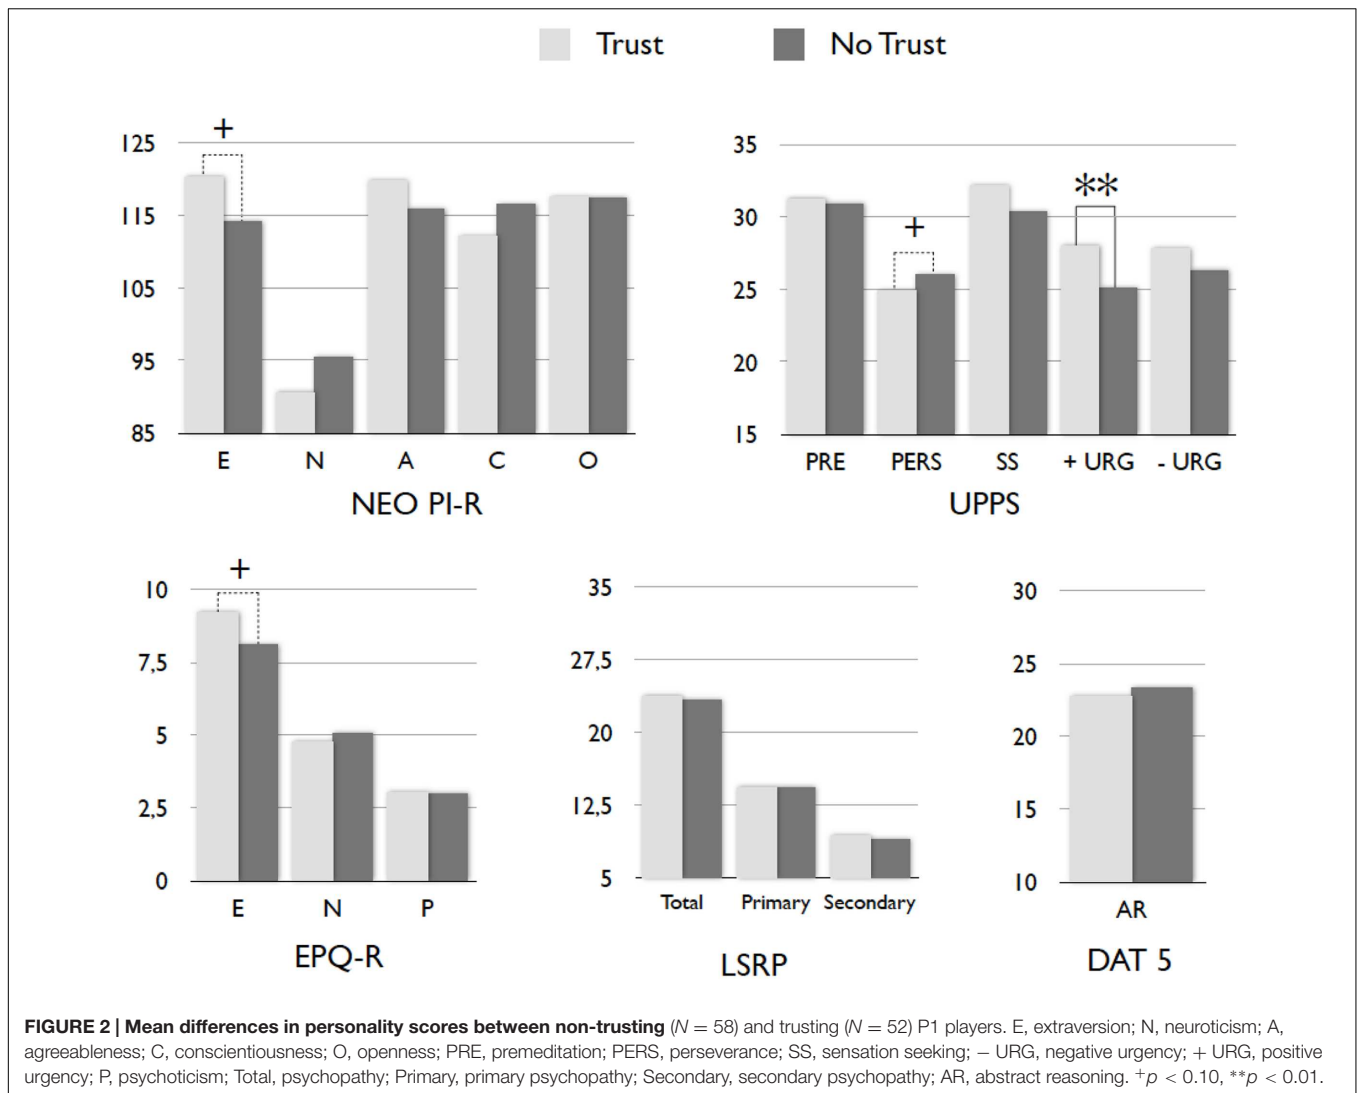 Trust No Trust
+
125
115
105
95
85
E N A C O
NEO PI-R
35
30
25
20
15
+
**
PRE PERS SS + URG - URG
UPPS
+
10
7,5
5
2,5
0
E N P
EPQ-R
35
27,5
20
12,5
5
Total Primary Secondary
LSRP
30
25
20
15
10
AR
DAT 5
FIGURE 2 | Mean differences in personality scores between non-trusting (N = 58) and trusting (N = 52) P1 players. E, extraversion; N, neuroticism; A,
agreeableness; C, conscientiousness; O, openness; PRE, premeditation; PERS, perseverance; SS, sensation seeking; − URG, negative urgency; + URG, positive
urgency; P, psychoticism; Total, psychopathy; Primary, primary psychopathy; Secondary, secondary psychopathy; AR, abstract reasoning. +p < 0.10, **p < 0.01.